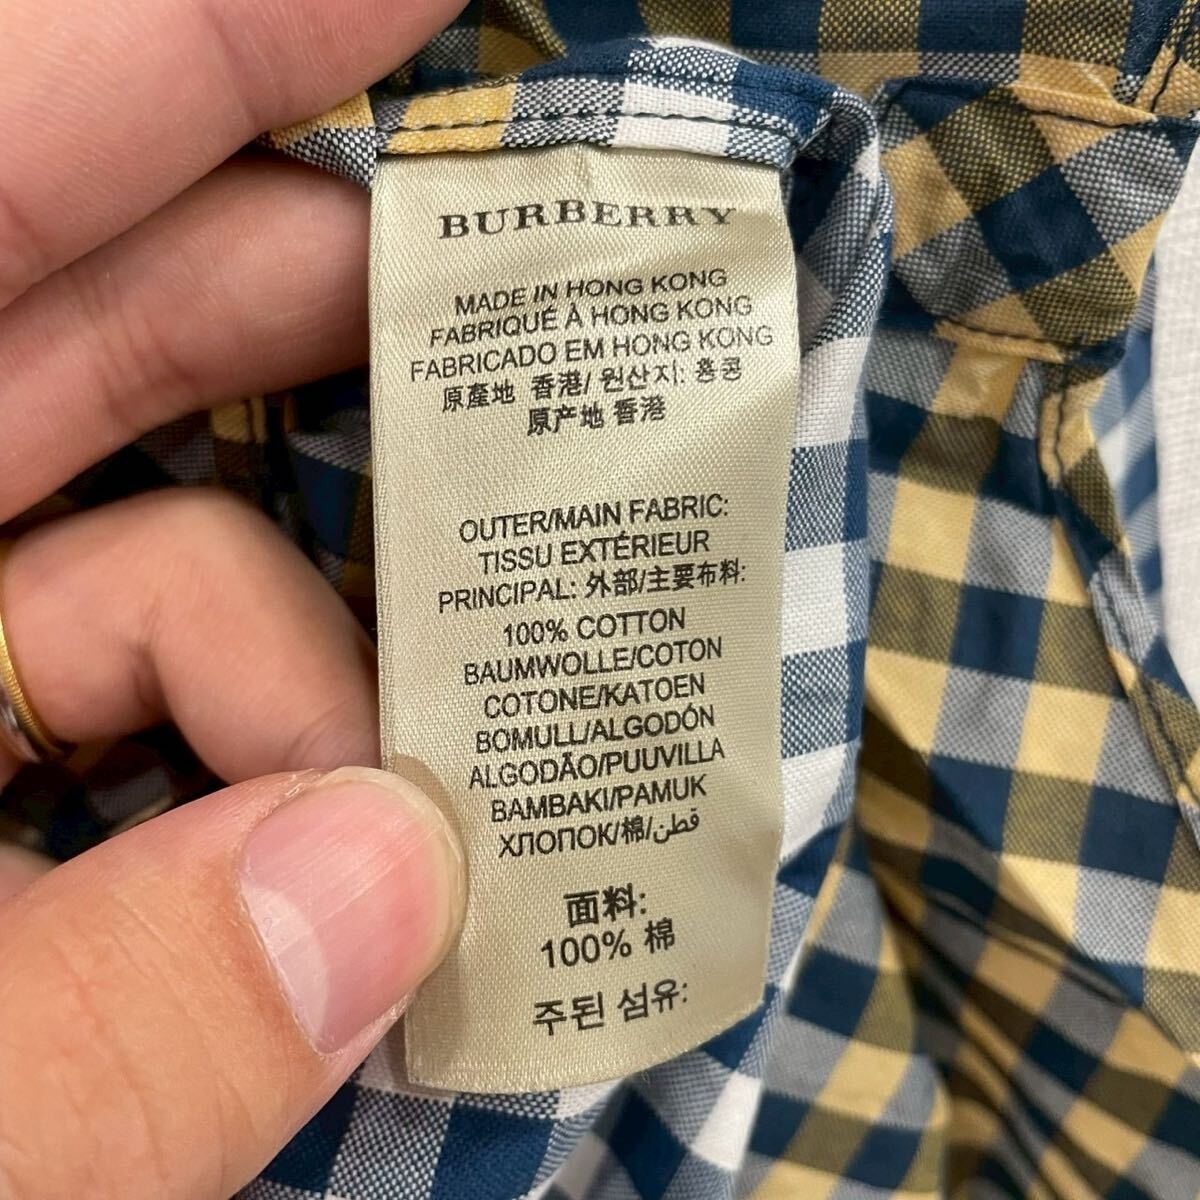 BURBERRY
MADE IN HONG KONG
FABRIQUÉ À HONG KONG
FABRICADO EM HONG KONG
原產地 香港/ 원산지: 홍콩
原产地 香港
OUTER/MAIN FABRIC:
TISSU EXTÉRIEUR
PRINCIPAL: 外部/主要布料:
100% COTTON
BAUMWOLLE/COTON
COTONE/KATOEN
BOMULL/ALGODÓN
ALGODÃO/PUUVILLA
BAMBAKI/PAMUK
ХЛОПОК/棉/قطن
面料:
100% 棉
주된 섬유: